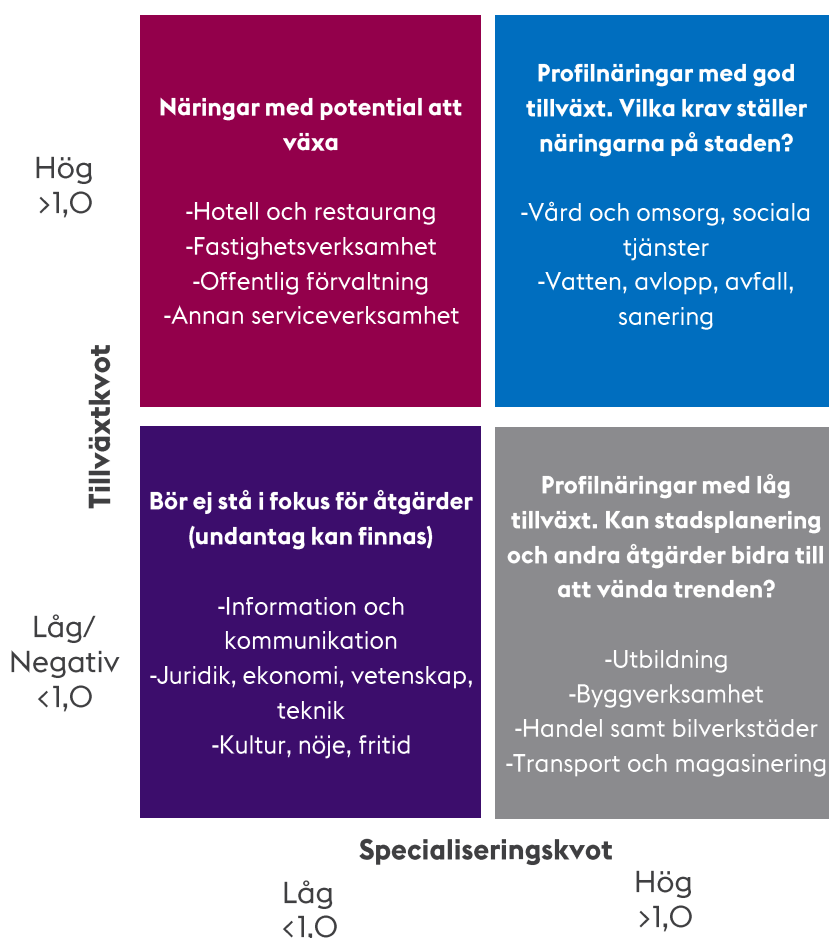 Hög
>1,0
Näringar med potential att
växa
-Hotell och restaurang
-Fastighetsverksamhet
-Offentlig förvaltning
-Annan serviceverksamhet
Profilnäringar med god
tillväxt. Vilka krav ställer
näringarna på staden?
-Vård och omsorg, sociala
tjänster
-Vatten, avlopp, avfall,
sanering
Tillväxtkvot
Låg/
Negativ
<1,0
Bör ej stå i fokus för åtgärder
(undantag kan finnas)
-Information och
kommunikation
-Juridik, ekonomi, vetenskap,
teknik
-Kultur, nöje, fritid
Profilnäringar med låg
tillväxt. Kan stadsplanering
och andra åtgärder bidra till
att vända trenden?
-Utbildning
-Byggverksamhet
-Handel samt bilverkstäder
-Transport och magasinering
Specialiseringskvot
Låg
<1,0
Hög
>1,0